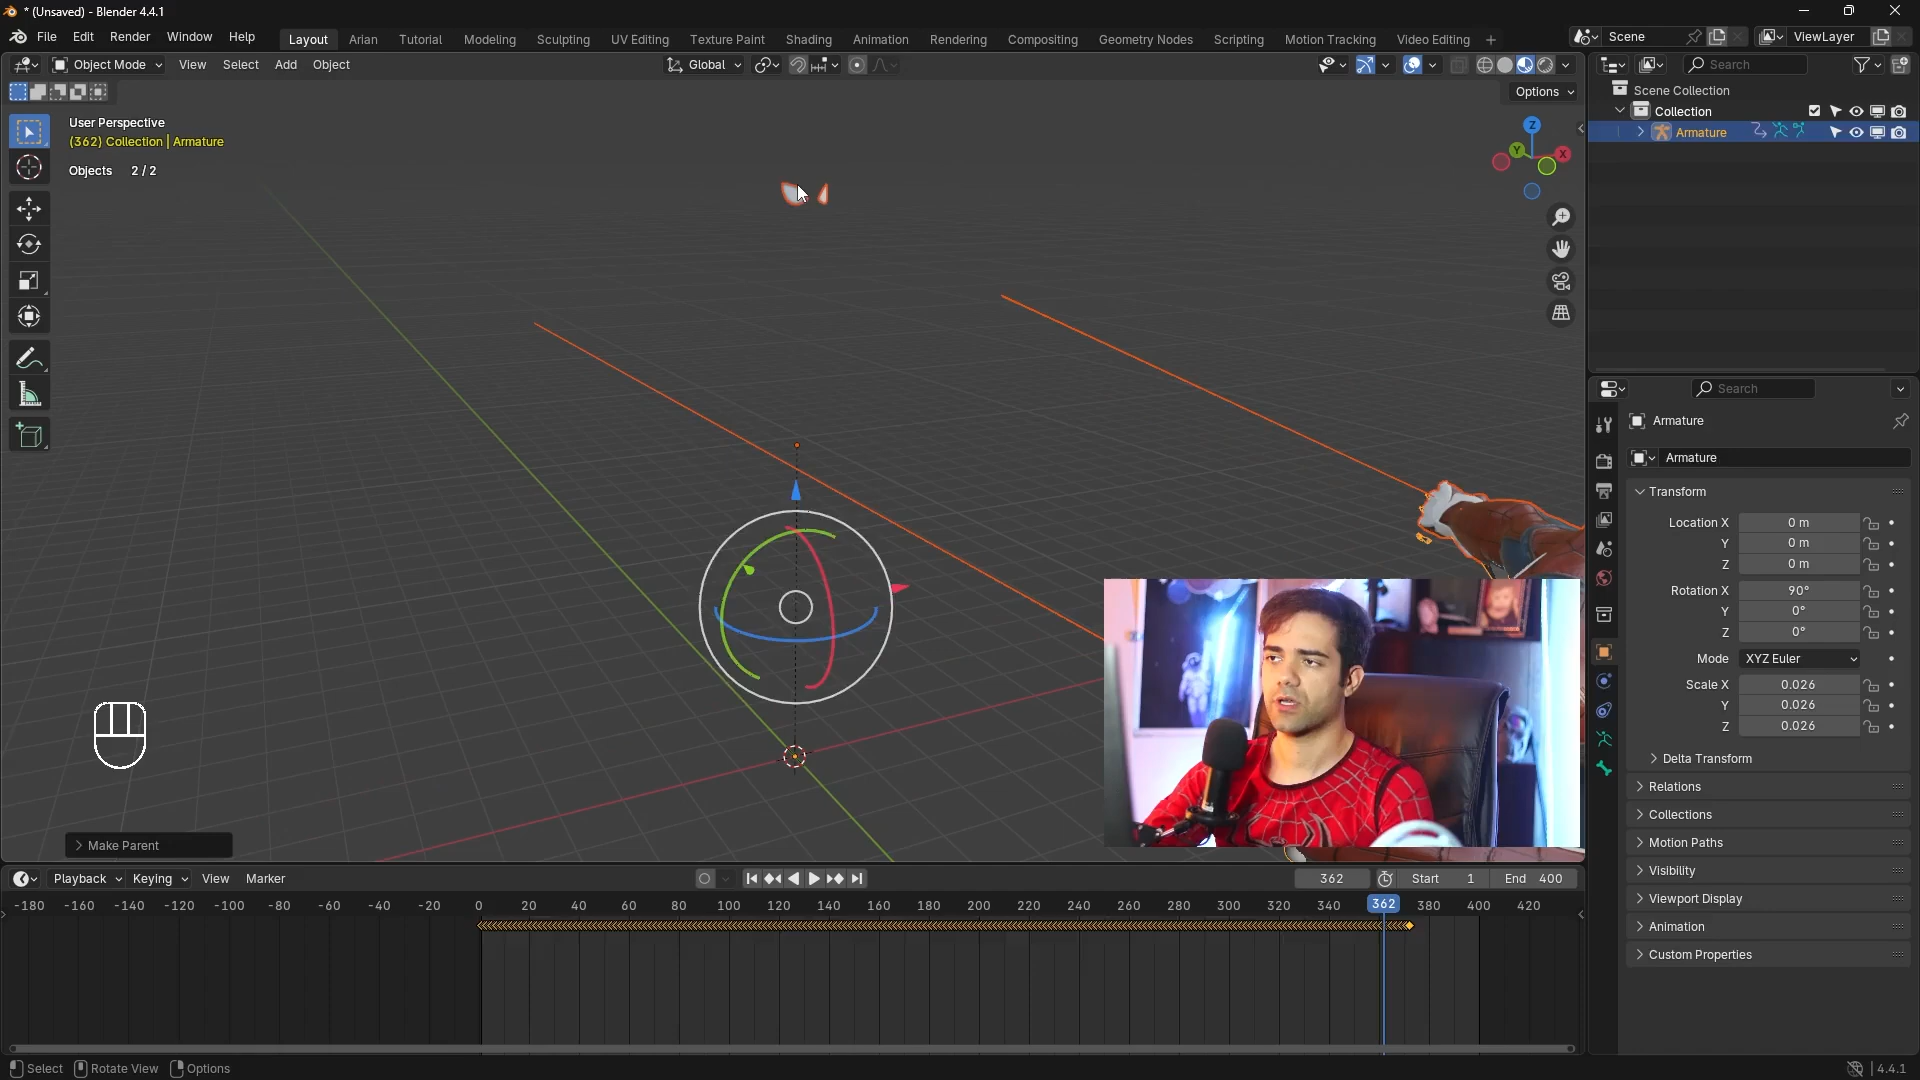 * (Unsaved) - Blender 4.4.1
File Edit Render Window Help
Layout Arian Tutorial Modeling Sculpting UV Editing Texture Paint Shading Animation Rendering Compositing Geometry Nodes Scripting Motion Tracking Video Editing +
Scene
ViewLayer
Object Mode View Select Add Object
Global
Search
Options
User Perspective
(362) Collection | Armature
Objects 2 / 2
Z
Y
X
Scene Collection
Collection
Armature
Search
Armature
Armature
Transform
Location X 0 m
Y 0 m
Z 0 m
Rotation X 90°
Y 0°
Z 0°
Mode XYZ Euler
Scale X 0.026
Y 0.026
Z 0.026
Delta Transform
Relations
Collections
Motion Paths
Visibility
Viewport Display
Animation
Custom Properties
Make Parent
Playback Keying View Marker
362 Start 1 End 400
-180 -160 -140 -120 -100 -80 -60 -40 -20 0 20 40 60 80 100 120 140 160 180 200 220 240 260 280 300 320 340 362 380 400 420
Select Rotate View Options
4.4.1